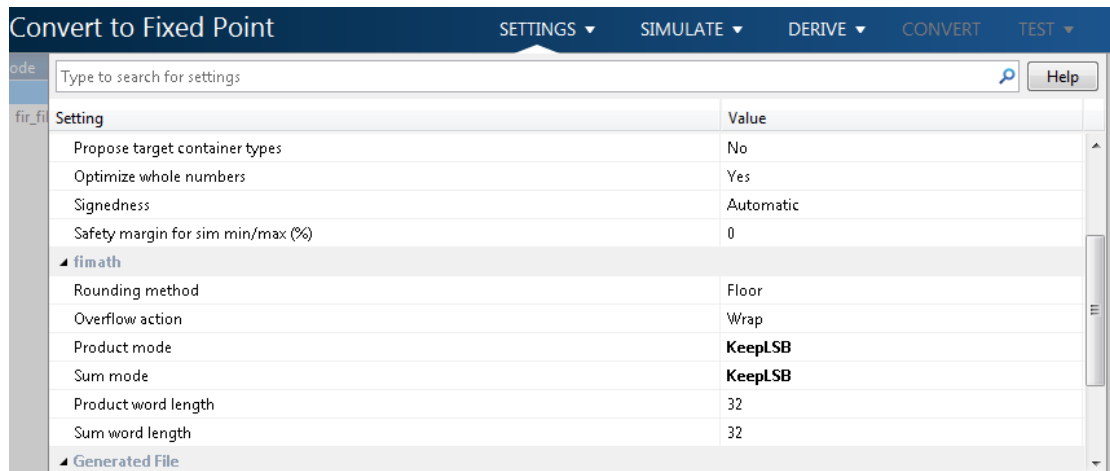 Convert to Fixed Point SETTINGS SIMULATE DERIVE CONVERT TEST
ode
Type to search for settings Help
fir_fil Setting Value
Propose target container types No
Optimize whole numbers Yes
Signedness Automatic
Safety margin for sim min/max (%) 0
fimath
Rounding method Floor
Overflow action Wrap
Product mode KeepLSB
Sum mode KeepLSB
Product word length 32
Sum word length 32
Generated File